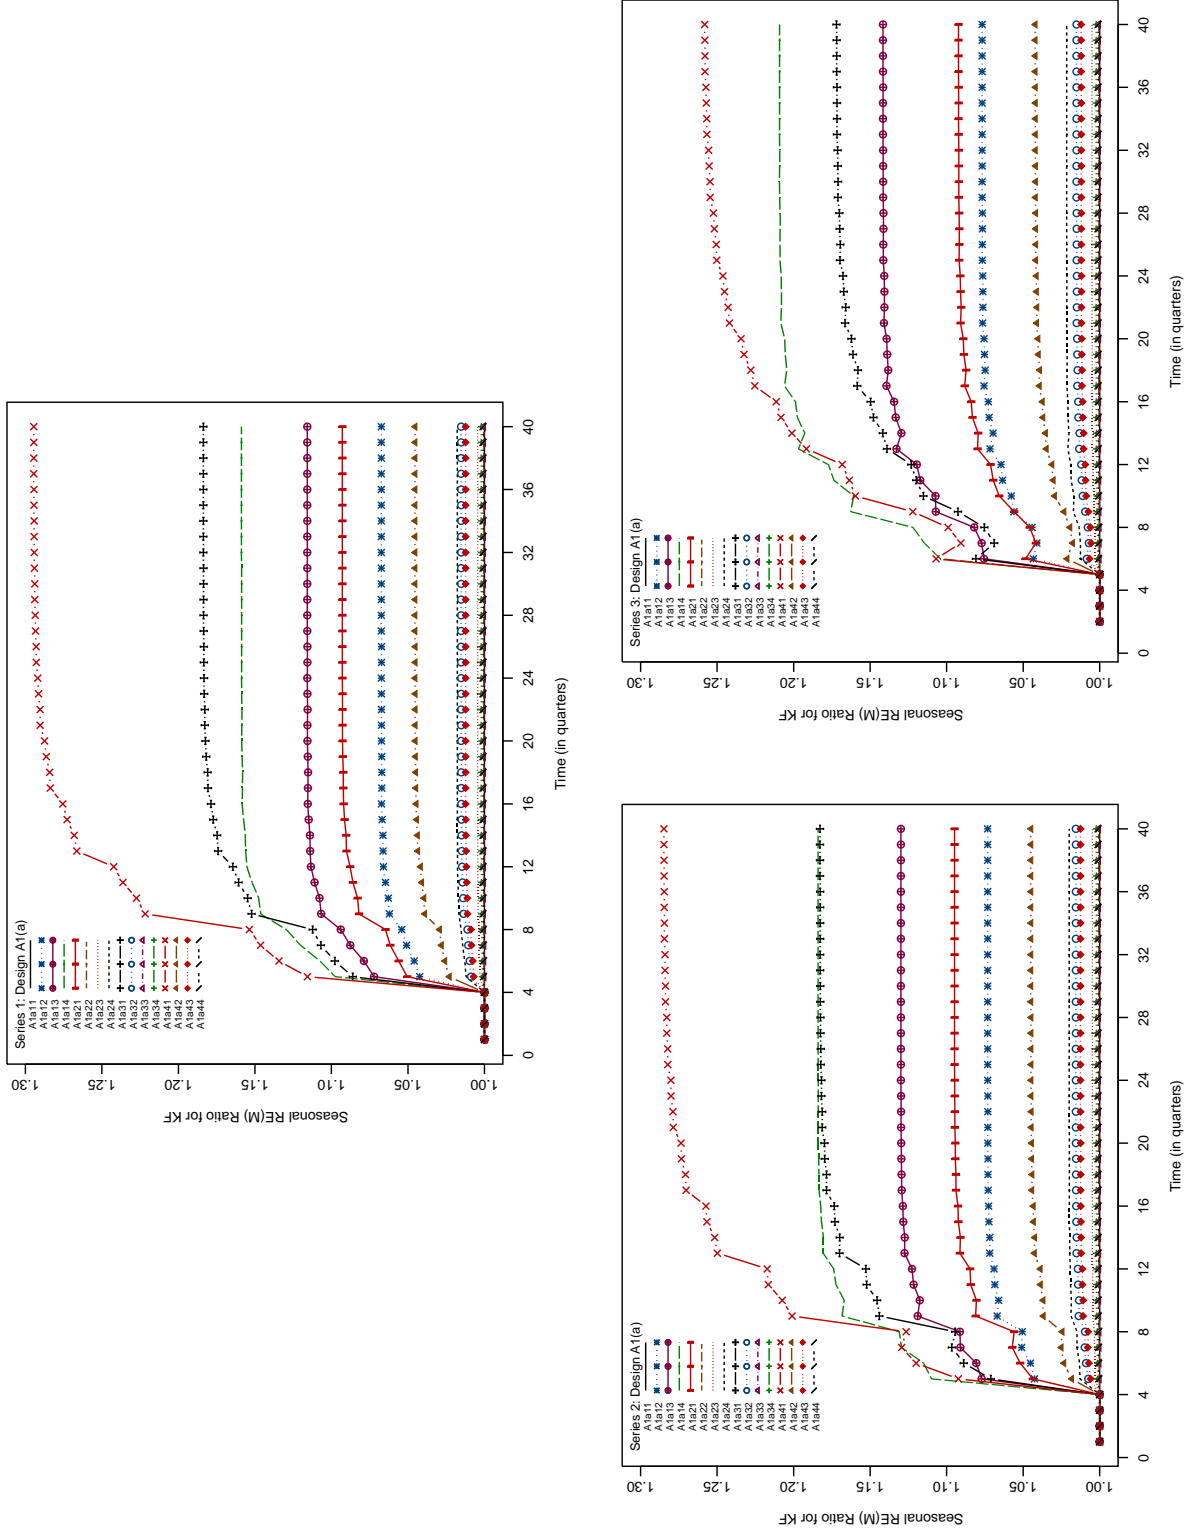 Series 1: Design A1(a)
A1a11
A1a12
A1a13
A1a14
A1a21
A1a22
A1a23
A1a24
A1a31
A1a32
A1a33
A1a34
A1a41
A1a42
A1a43
A1a44
Seasonal RE(M) Ratio for KF
1.30
1.25
1.20
1.15
1.10
1.05
1.00
0 4 8 12 16 20 24 28 32 36 40
Time (in quarters)
Series 2: Design A1(a)
A1a11
A1a12
A1a13
A1a14
A1a21
A1a22
A1a23
A1a24
A1a31
A1a32
A1a33
A1a34
A1a41
A1a42
A1a43
A1a44
Seasonal RE(M) Ratio for KF
1.30
1.25
1.20
1.15
1.10
1.05
1.00
0 4 8 12 16 20 24 28 32 36 40
Time (in quarters)
Series 3: Design A1(a)
A1a11
A1a12
A1a13
A1a14
A1a21
A1a22
A1a23
A1a24
A1a31
A1a32
A1a33
A1a34
A1a41
A1a42
A1a43
A1a44
Seasonal RE(M) Ratio for KF
1.30
1.25
1.20
1.15
1.10
1.05
1.00
0 4 8 12 16 20 24 28 32 36 40
Time (in quarters)